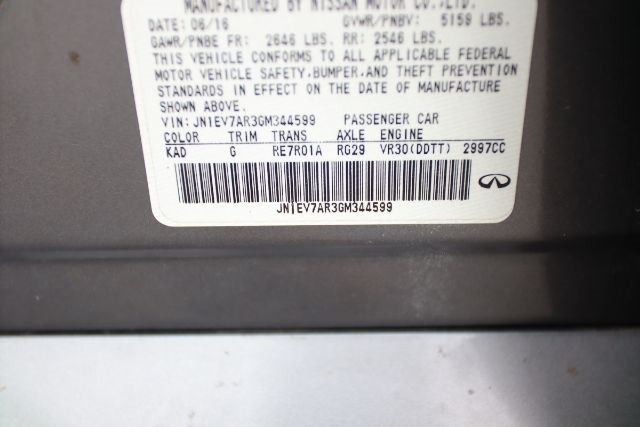 MANUFACTURED BY NISSAN MOTOR CO.,LTD.
DATE: 06/16 GVWR/PNBV: 5159 LBS.
GAWR/PNBE FR: 2646 LBS. RR: 2546 LBS.
THIS VEHICLE CONFORMS TO ALL APPLICABLE FEDERAL
MOTOR VEHICLE SAFETY,BUMPER,AND THEFT PREVENTION
STANDARDS IN EFFECT ON THE DATE OF MANUFACTURE
SHOWN ABOVE.
VIN: JN1EV7AR3GM344599 PASSENGER CAR
COLOR TRIM TRANS AXLE ENGINE
KAD G RE7R01A RG29 VR30(DDTT) 2997CC
JN1EV7AR3GM344599